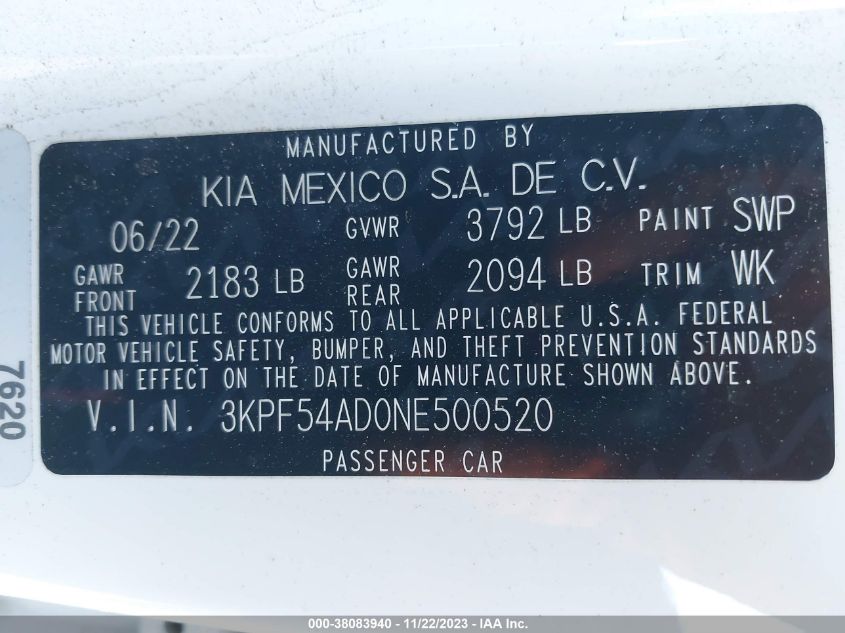 MANUFACTURED BY
KIA MEXICO S.A. DE C.V.
06/22 GVWR 3792 LB PAINT SWP
GAWR FRONT 2183 LB GAWR REAR 2094 LB TRIM WK
THIS VEHICLE CONFORMS TO ALL APPLICABLE U.S.A. FEDERAL
MOTOR VEHICLE SAFETY, BUMPER, AND THEFT PREVENTION STANDARDS
IN EFFECT ON THE DATE OF MANUFACTURE SHOWN ABOVE.
V.I.N. 3KPF54AD0NE500520
PASSENGER CAR
7620
000-38083940 - 11/22/2023 - IAAI.com